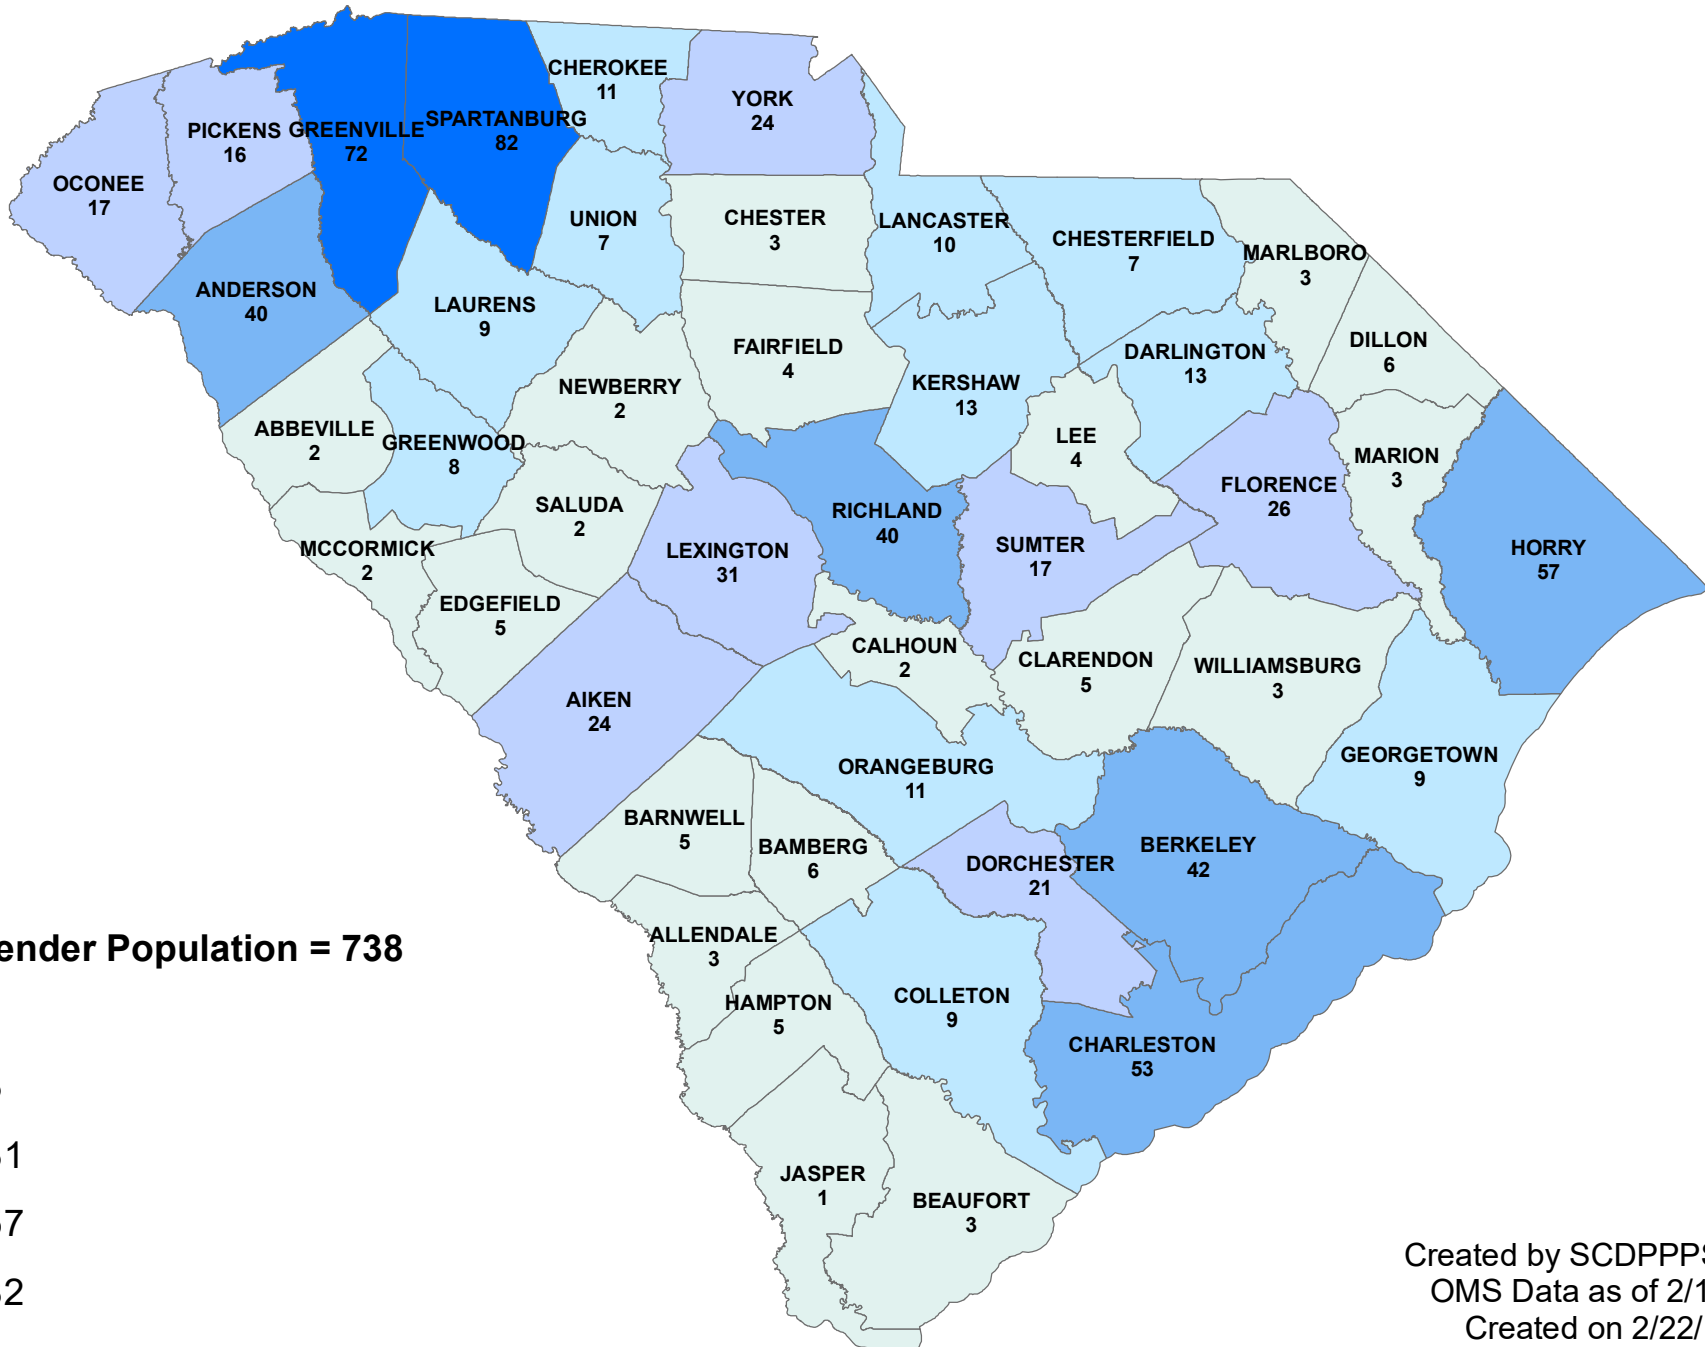 CHEROKEE
11
YORK
24
SPARTANBURG
82
PICKENS
16
GREENVILLE
72
OCONEE
17
UNION
7
CHESTER
3
LANCASTER
10
CHESTERFIELD
7
MARLBORO
3
ANDERSON
40
LAURENS
9
FAIRFIELD
4
DILLON
6
DARLINGTON
13
NEWBERRY
2
KERSHAW
13
ABBEVILLE
2
GREENWOOD
8
LEE
4
MARION
3
FLORENCE
26
SALUDA
2
RICHLAND
40
MCCORMICK
2
LEXINGTON
31
SUMTER
17
HORRY
57
EDGEFIELD
5
CALHOUN
2
CLARENDON
5
WILLIAMSBURG
3
AIKEN
24
GEORGETOWN
9
ORANGEBURG
11
BARNWELL
5
BAMBERG
6
DORCHESTER
21
BERKELEY
42
ALLENDALE
3
ender Population = 738
HAMPTON
5
COLLETON
9
CHARLESTON
53
31
57
82
JASPER
1
BEAUFORT
3
Created by SCDPPPS
OMS Data as of 2/1
Created on 2/22/